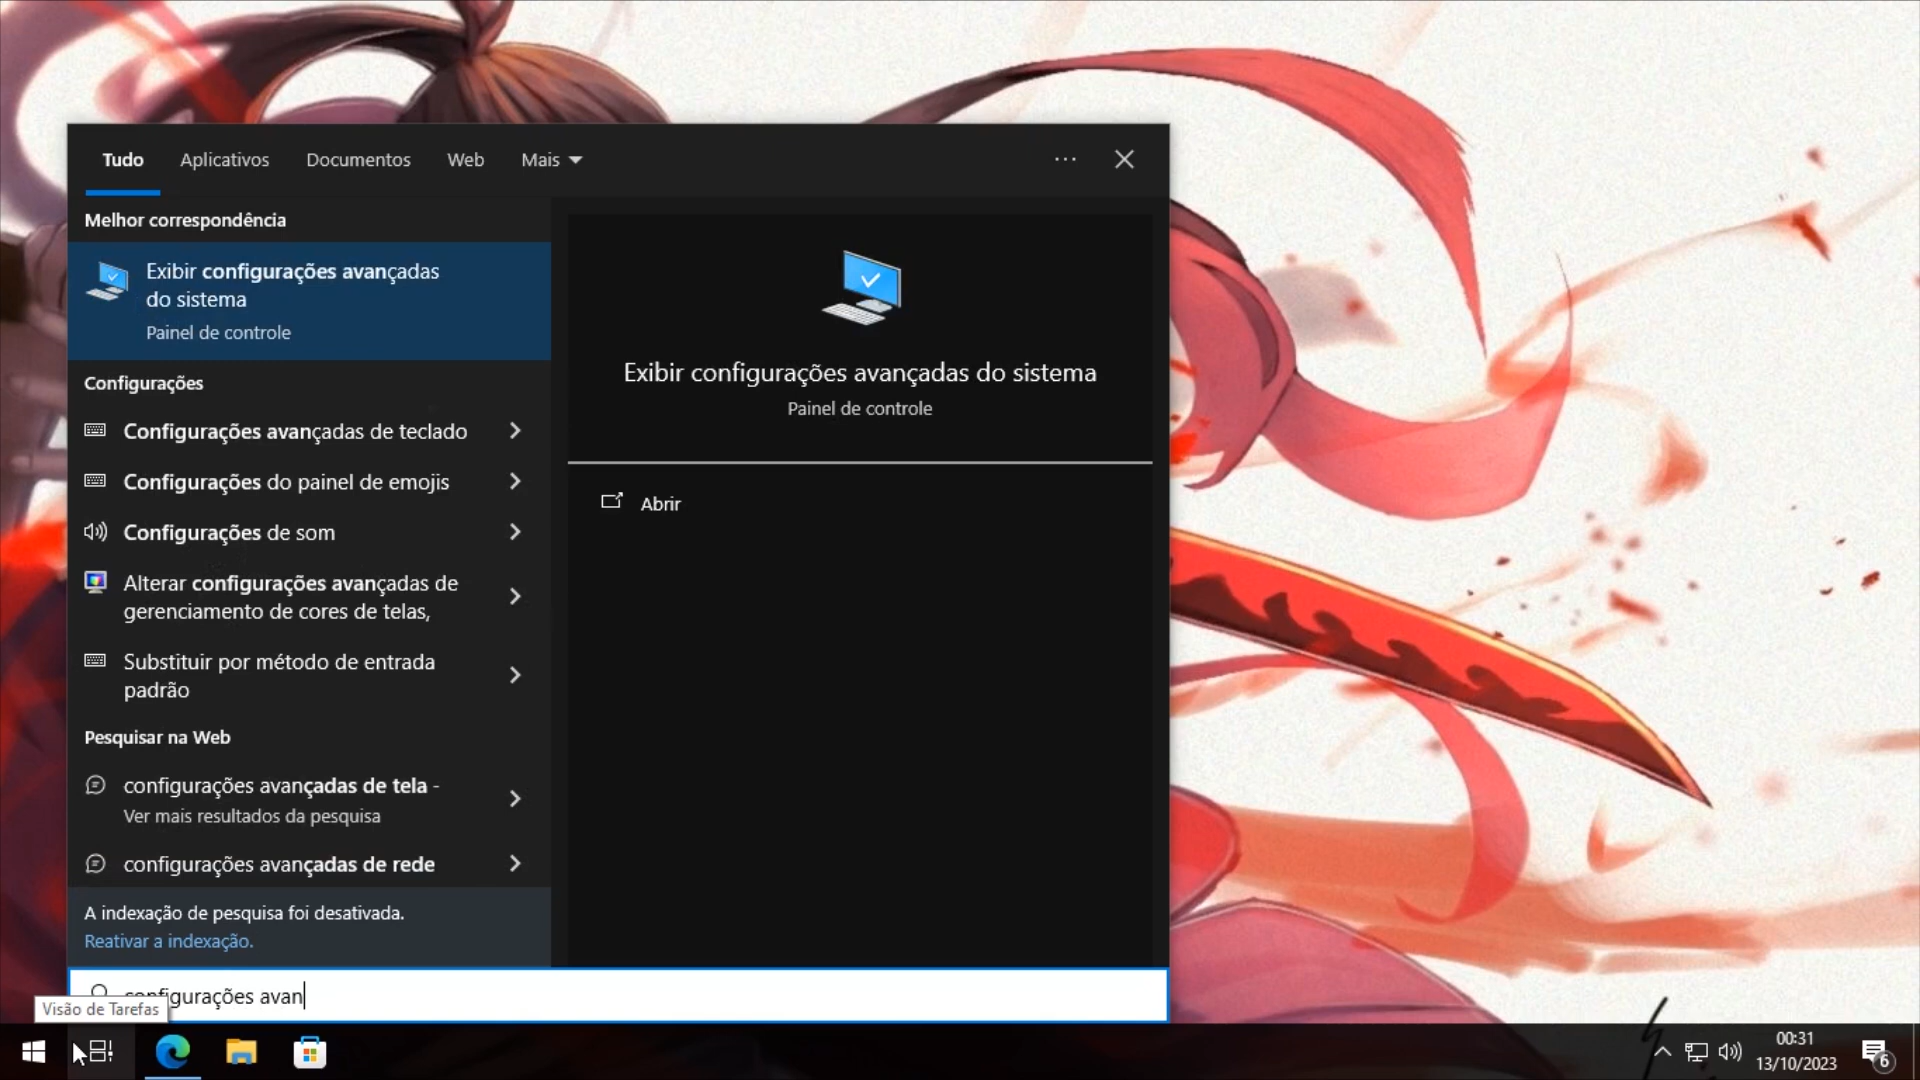 Tudo Aplicativos Documentos Web Mais
Melhor correspondência
Exibir configurações avançadas
do sistema
Painel de controle
Configurações
Configurações avançadas de teclado
Configurações do painel de emojis
Configurações de som
Alterar configurações avançadas de
gerenciamento de cores de telas,
Substituir por método de entrada
padrão
Pesquisar na Web
configurações avançadas de tela -
Ver mais resultados da pesquisa
configurações avançadas de rede
A indexação de pesquisa foi desativada.
Reativar a indexação.
Exibir configurações avançadas do sistema
Painel de controle
Abrir
configurações avan
Visão de Tarefas
00:31
13/10/2023
6